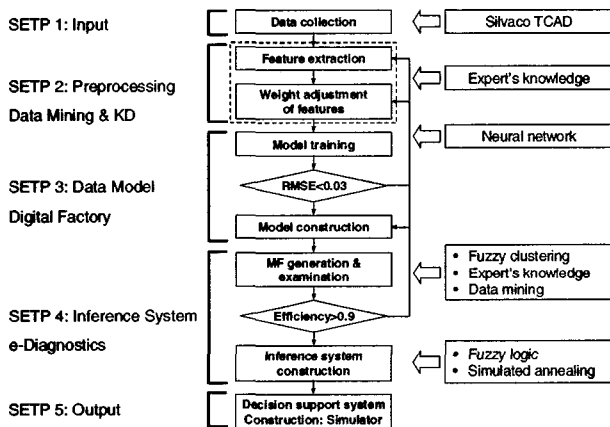 SETP 1: Input
Data collection
Silvaco TCAD
SETP 2: Preprocessing
Data Mining & KD
Feature extraction
Weight adjustment
of features
Expert's knowledge
Neural network
SETP 3: Data Model
Digital Factory
Model training
RMSE<0.03
Model construction
SETP 4: Inference System
e-Diagnostics
MF generation &
examination
• Fuzzy clustering
• Expert's knowledge
• Data mining
Efficiency>0.9
Inference system
construction
• Fuzzy logic
• Simulated annealing
SETP 5: Output
Decision support system
Construction: Simulator